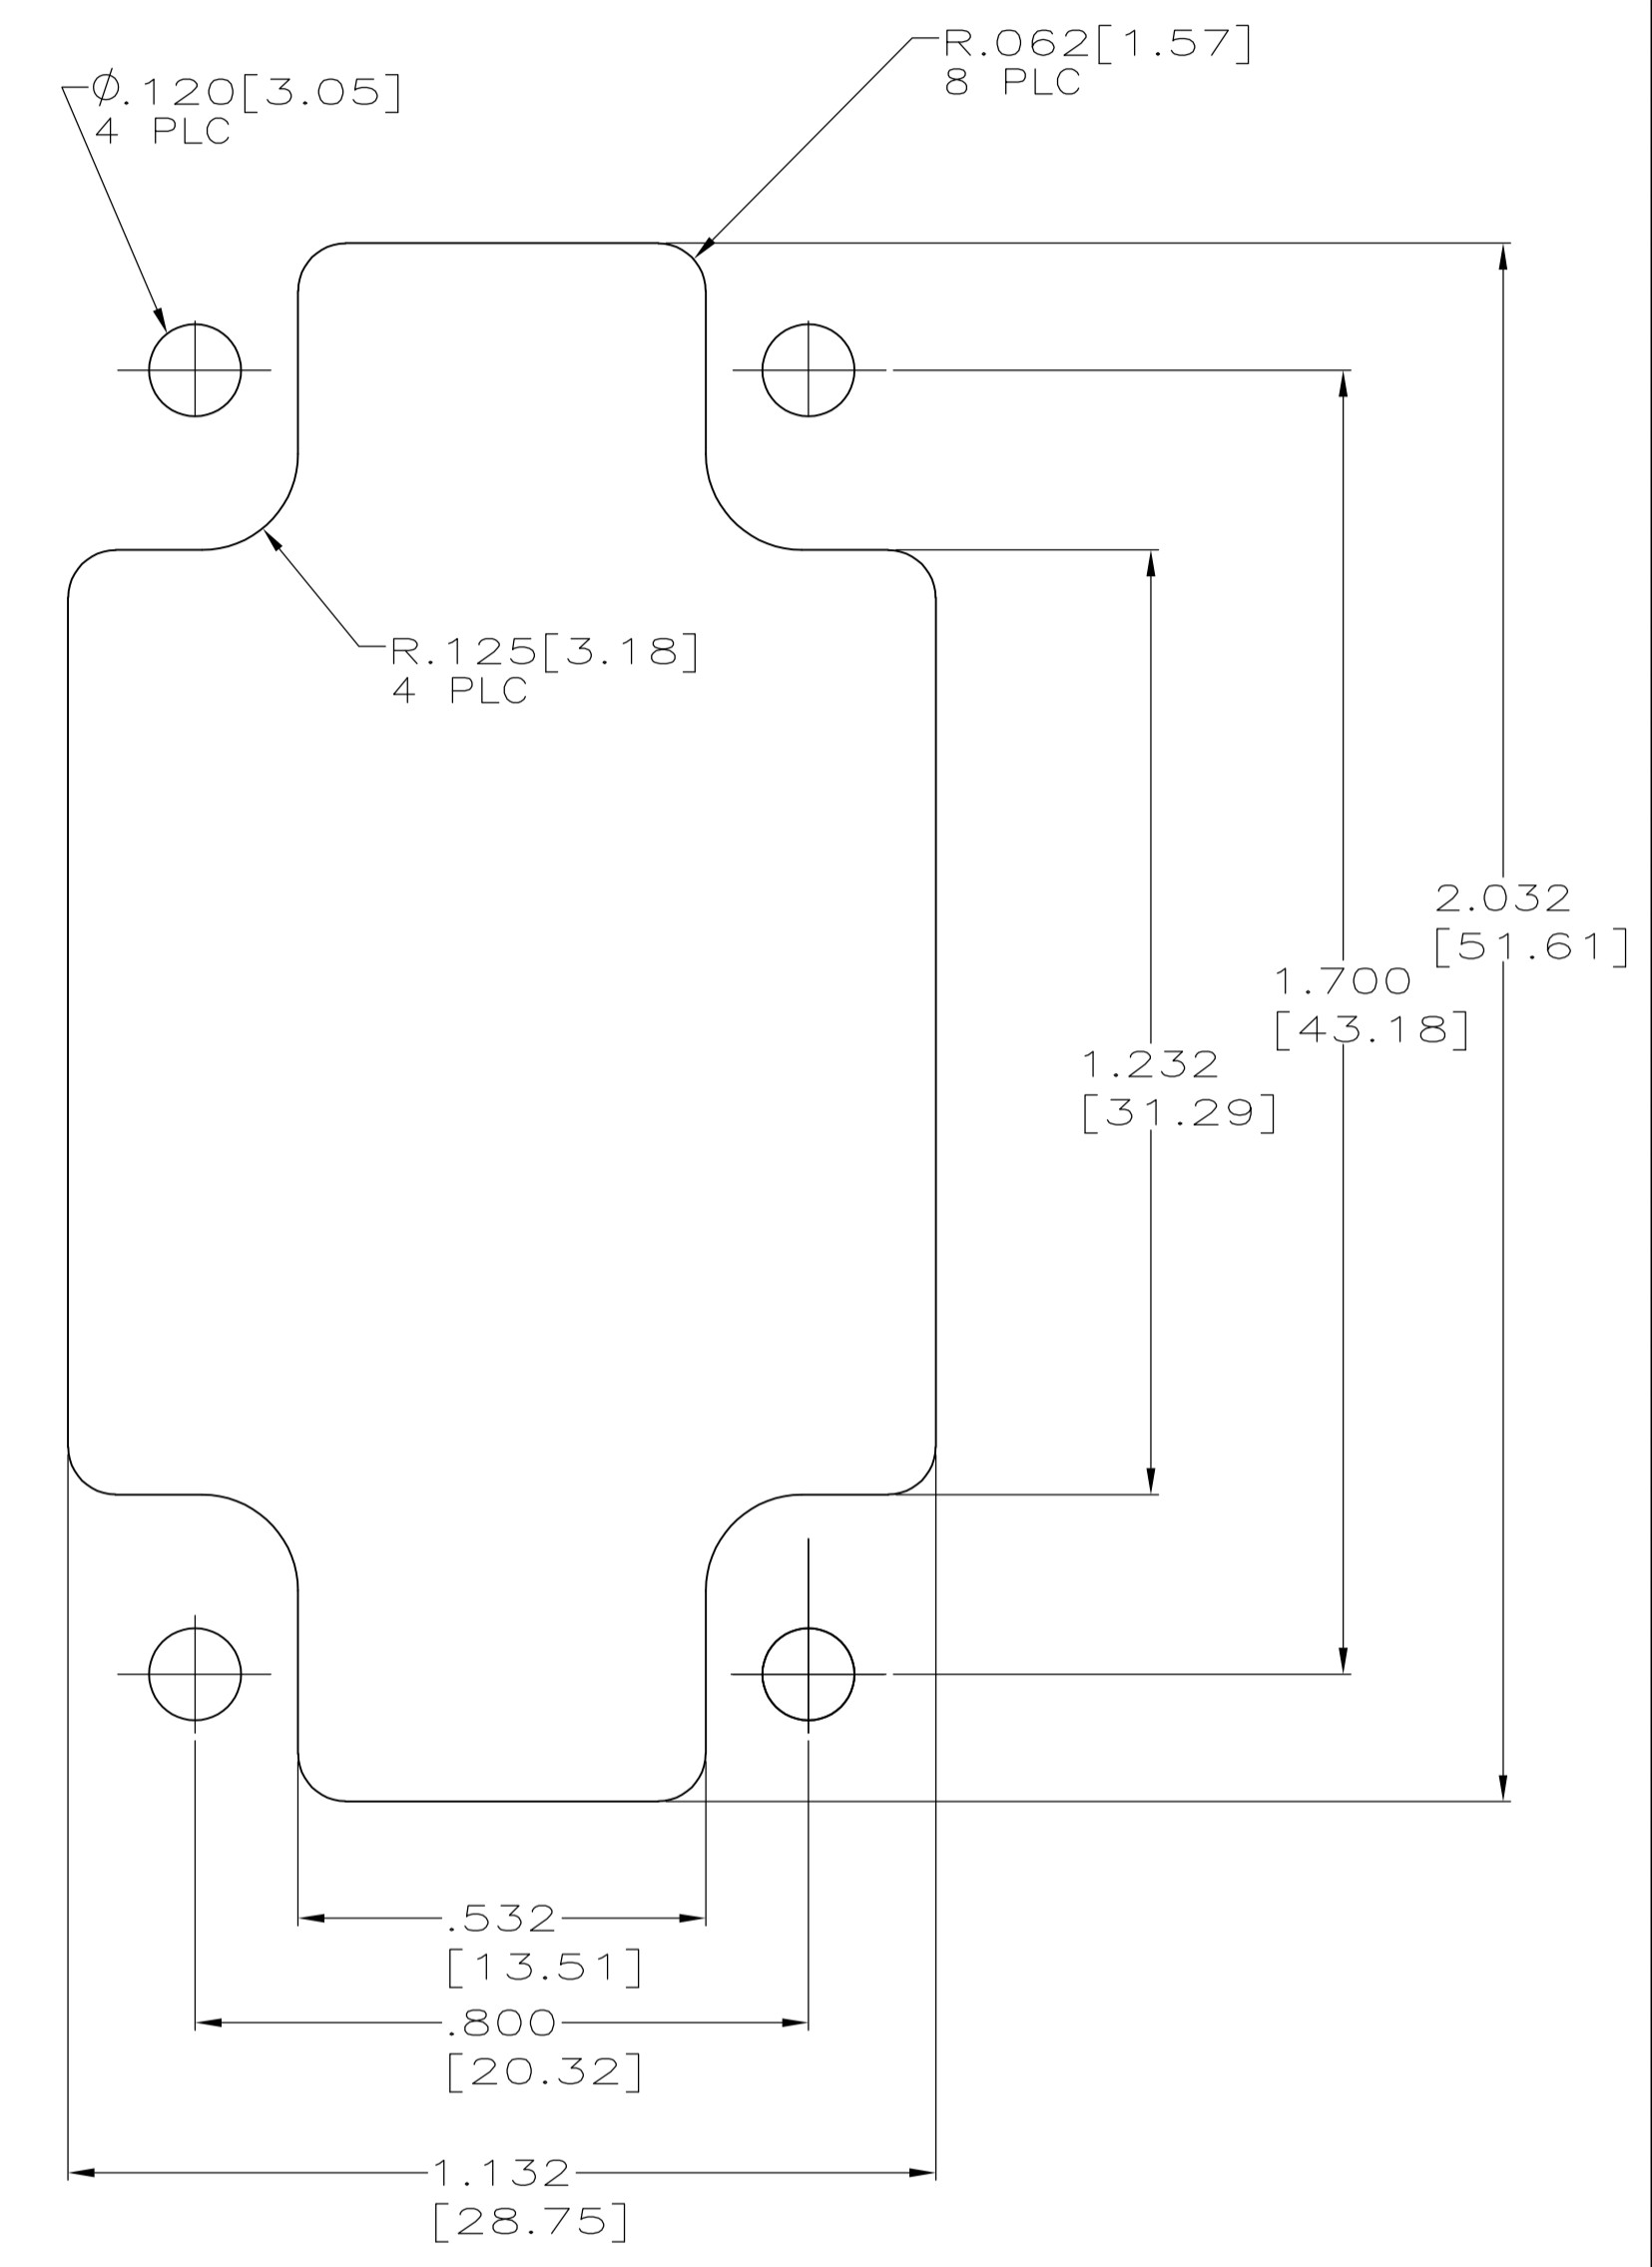 R.062[1.57]
8 PLC
⌀.120[3.05]
4 PLC
R.125[3.18]
4 PLC
2.032
[51.61]
1.700
[43.18]
1.232
[31.29]
.532
[13.51]
.800
[20.32]
1.132
[28.75]